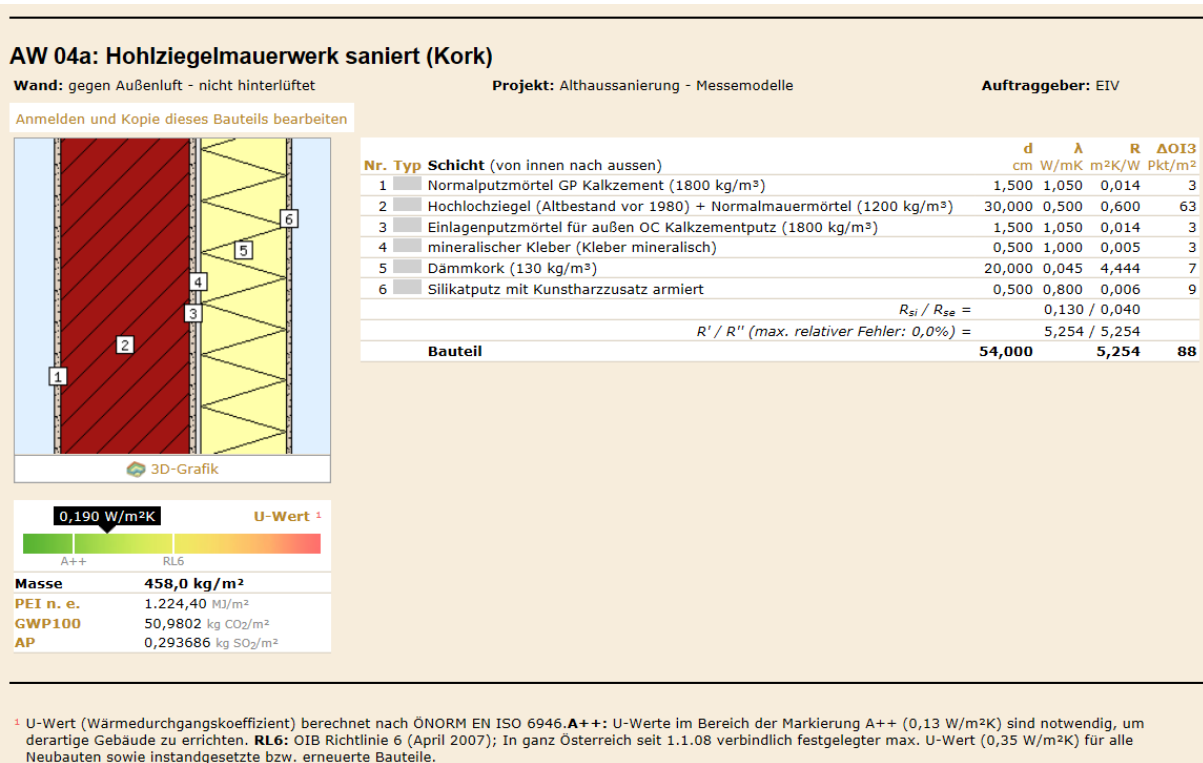 AW 04a: Hohlziegelmauerwerk saniert (Kork)
Wand: gegen Außenluft - nicht hinterlüftet Projekt: Althaussanierung - Messemodelle Auftraggeber: EIV
Anmelden und Kopie dieses Bauteils bearbeiten
1
2
3
4
5
6
3D-Grafik
d λ R ΔOI3
Nr. Typ Schicht (von innen nach aussen) cm W/mK m²K/W Pkt/m²
1 Normalputzmörtel GP Kalkzement (1800 kg/m³) 1,500 1,050 0,014 3
2 Hochlochziegel (Altbestand vor 1980) + Normalmauermörtel (1200 kg/m³) 30,000 0,500 0,600 63
3 Einlagenputzmörtel für außen OC Kalkzementputz (1800 kg/m³) 1,500 1,050 0,014 3
4 mineralischer Kleber (Kleber mineralisch) 0,500 1,000 0,005 3
5 Dämmkork (130 kg/m³) 20,000 0,045 4,444 7
6 Silikatputz mit Kunstharzzusatz armiert 0,500 0,800 0,006 9
Rsi / Rse = 0,130 / 0,040
R' / R'' (max. relativer Fehler: 0,0%) = 5,254 / 5,254
Bauteil 54,000 5,254 88
0,190 W/m²K U-Wert ¹
A++ RL6
Masse 458,0 kg/m²
PEI n. e. 1.224,40 MJ/m²
GWP100 50,9802 kg CO₂/m²
AP 0,293686 kg SO₂/m²
¹ U-Wert (Wärmedurchgangskoeffizient) berechnet nach ÖNORM EN ISO 6946.A++: U-Werte im Bereich der Markierung A++ (0,13 W/m²K) sind notwendig, um
derartige Gebäude zu errichten. RL6: OIB Richtlinie 6 (April 2007); In ganz Österreich seit 1.1.08 verbindlich festgelegter max. U-Wert (0,35 W/m²K) für alle
Neubauten sowie instandgesetzte bzw. erneuerte Bauteile.